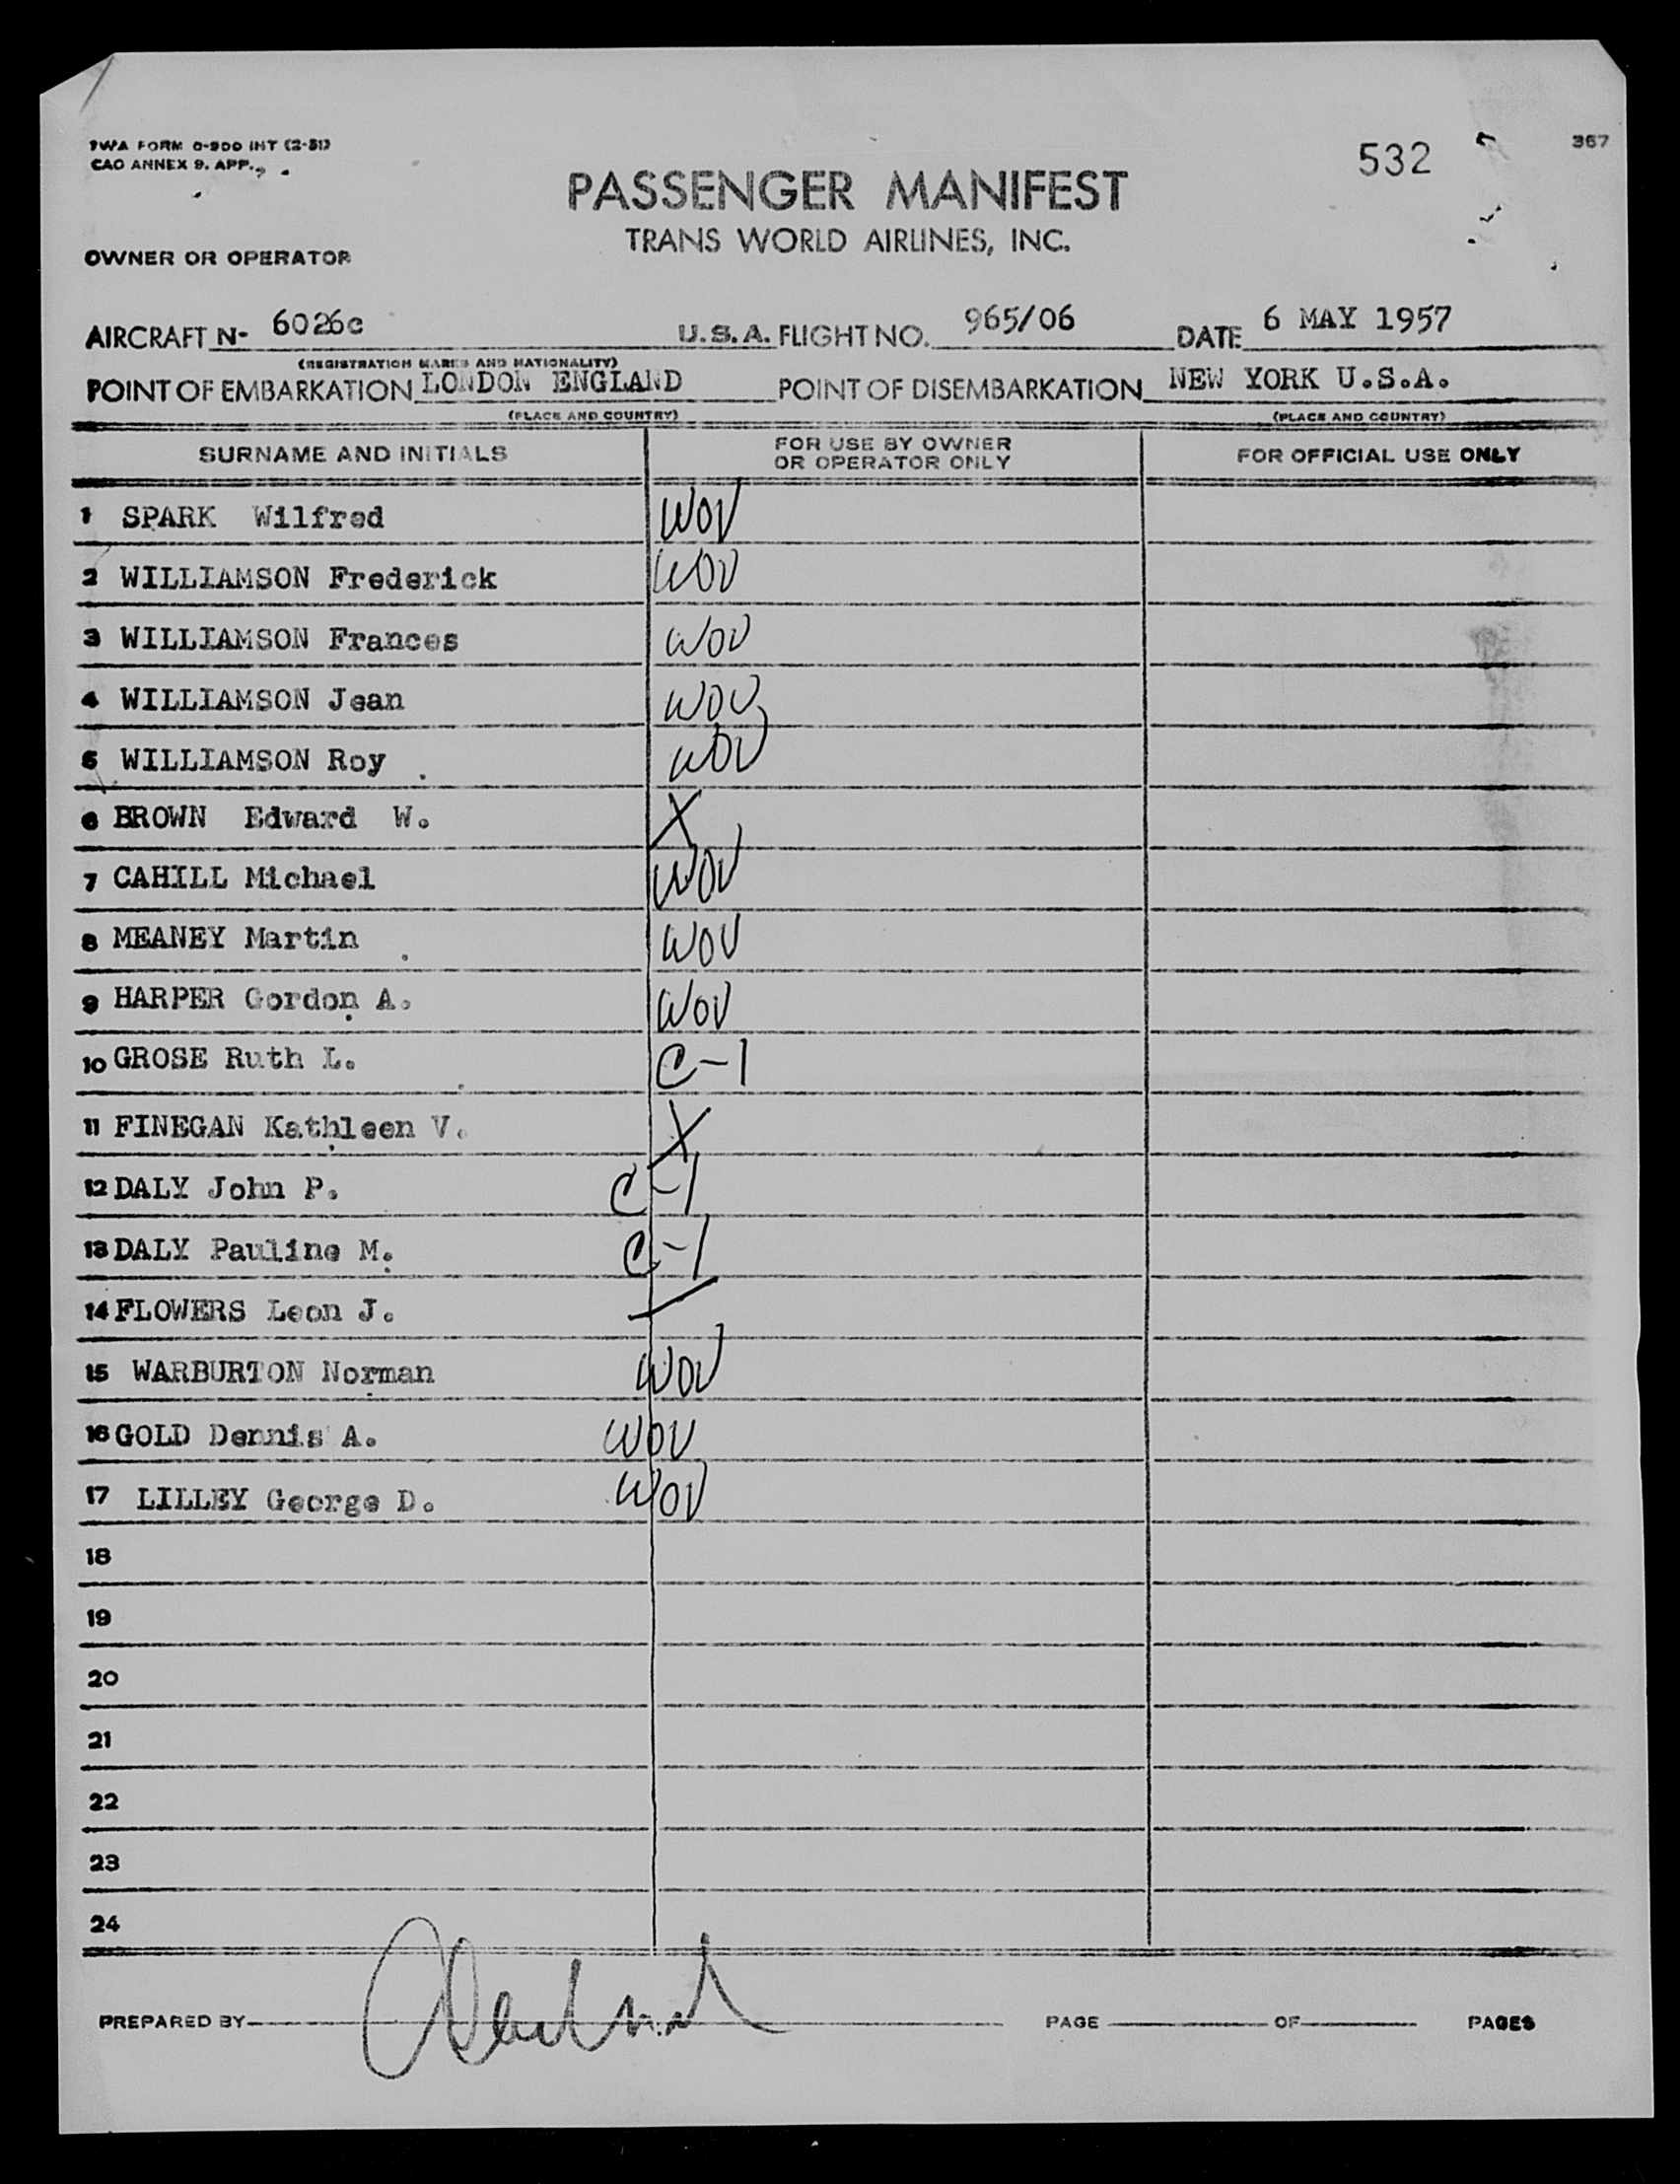 TWA FORM O-900 INT (2-51)
CAO ANNEX 9. APP.
532
367
PASSENGER MANIFEST
TRANS WORLD AIRLINES, INC.
OWNER OR OPERATOR
AIRCRAFT N- 6026c U.S.A. FLIGHT NO. 965/06 DATE 6 MAY 1957
(REGISTRATION MARKS AND NATIONALITY)
POINT OF EMBARKATION LONDON ENGLAND POINT OF DISEMBARKATION NEW YORK U.S.A.
(PLACE AND COUNTRY) (PLACE AND COUNTRY)
SURNAME AND INITIALS FOR USE BY OWNER OR OPERATOR ONLY FOR OFFICIAL USE ONLY
1 SPARK Wilfred WOV
2 WILLIAMSON Frederick WOV
3 WILLIAMSON Frances WOV
4 WILLIAMSON Jean WOV
5 WILLIAMSON Roy WOV
6 BROWN Edward W. X
7 CAHILL Michael WOV
8 MEANEY Martin WOV
9 HARPER Gordon A. WOV
10 GROSE Ruth L. C-1
11 FINEGAN Kathleen V. X
12 DALY John P. C-1
13 DALY Pauline M. C-1
14 FLOWERS Leon J.
15 WARBURTON Norman WOV
16 GOLD Dennis A. WOV
17 LILLEY George D. WOV
18
19
20
21
22
23
24
PREPARED BY PAGE OF PAGES